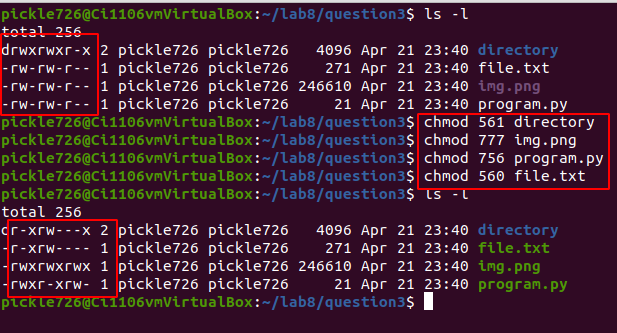 pickle726@Ci1106vmVirtualBox:~/lab8/question3$ ls -l
total 256
drwxrwxr-x 2 pickle726 pickle726   4096 Apr 21 23:40 directory
-rw-rw-r-- 1 pickle726 pickle726    271 Apr 21 23:40 file.txt
-rw-rw-r-- 1 pickle726 pickle726 246610 Apr 21 23:40 img.png
-rw-rw-r-- 1 pickle726 pickle726     21 Apr 21 23:40 program.py
pickle726@Ci1106vmVirtualBox:~/lab8/question3$ chmod 561 directory
pickle726@Ci1106vmVirtualBox:~/lab8/question3$ chmod 777 img.png
pickle726@Ci1106vmVirtualBox:~/lab8/question3$ chmod 756 program.py
pickle726@Ci1106vmVirtualBox:~/lab8/question3$ chmod 560 file.txt
pickle726@Ci1106vmVirtualBox:~/lab8/question3$ ls -l
total 256
dr-xrw---x 2 pickle726 pickle726   4096 Apr 21 23:40 directory
-r-xrw---- 1 pickle726 pickle726    271 Apr 21 23:40 file.txt
-rwxrwxrwx 1 pickle726 pickle726 246610 Apr 21 23:40 img.png
-rwxr-xrw- 1 pickle726 pickle726     21 Apr 21 23:40 program.py
pickle726@Ci1106vmVirtualBox:~/lab8/question3$